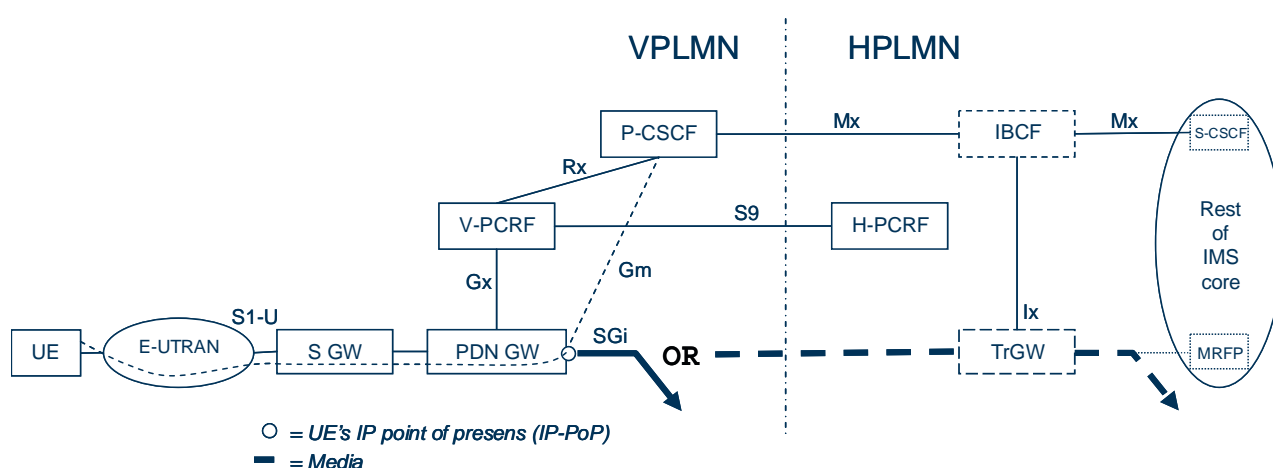 VPLMN
HPLMN
P-CSCF
Mx
IBCF
Mx
S-CSCF
Rx
V-PCRF
S9
H-PCRF
Rest
of
IMS
core
Gx
Gm
S1-U
Ix
UE
E-UTRAN
S GW
PDN GW
SGi
OR
TrGW
MRFP
= UE's IP point of presens (IP-PoP)
= Media